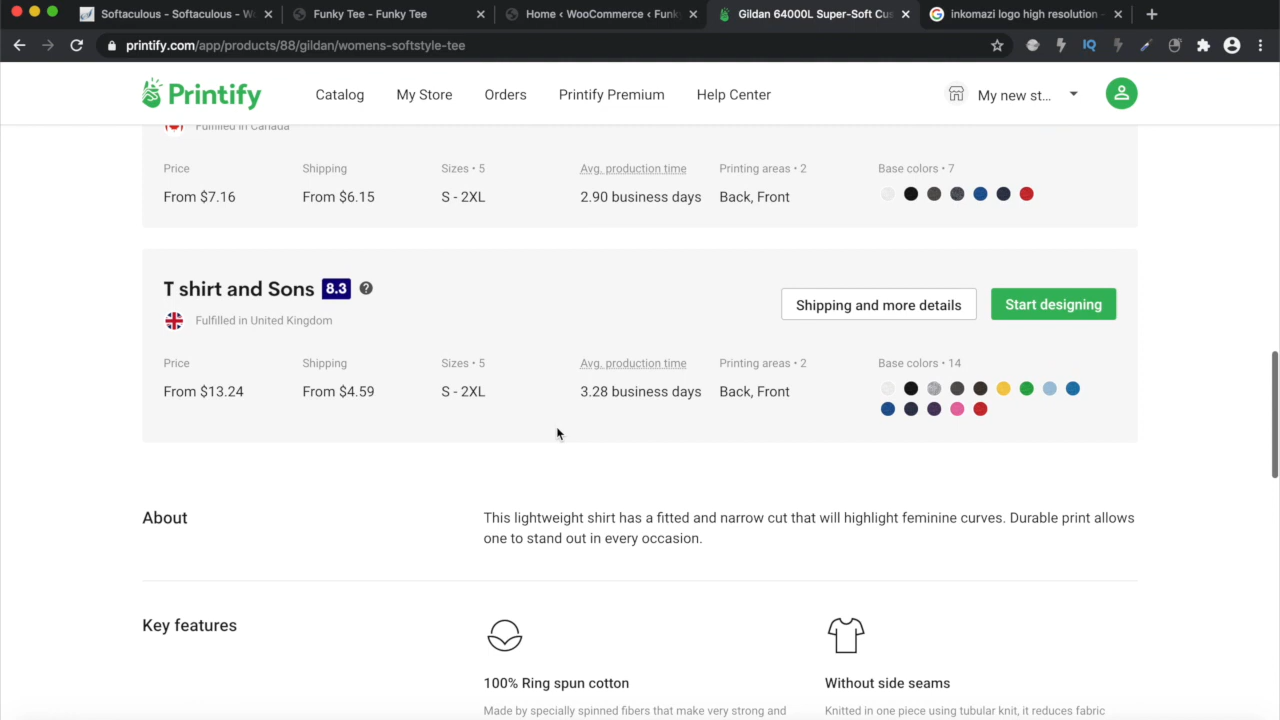 Softaculous - Softaculous - W
Funky Tee – Funky Tee
Home ‹ WooCommerce ‹ Funk
Gildan 64000L Super-Soft Cus
inkomazi logo high resolution -
printify.com/app/products/88/gildan/womens-softstyle-tee
IQ
Printify
Catalog
My Store
Orders
Printify Premium
Help Center
My new st...
Fulfilled in Canada
Price
Shipping
Sizes • 5
Avg. production time
Printing areas • 2
Base colors • 7
From $7.16
From $6.15
S - 2XL
2.90 business days
Back, Front
T shirt and Sons 8.3
Shipping and more details
Start designing
Fulfilled in United Kingdom
Price
Shipping
Sizes • 5
Avg. production time
Printing areas • 2
Base colors • 14
From $13.24
From $4.59
S - 2XL
3.28 business days
Back, Front
About
This lightweight shirt has a fitted and narrow cut that will highlight feminine curves. Durable print allows
one to stand out in every occasion.
Key features
100% Ring spun cotton
Without side seams
Made by specially spinned fibers that make very strong and
Knitted in one piece using tubular knit, it reduces fabric